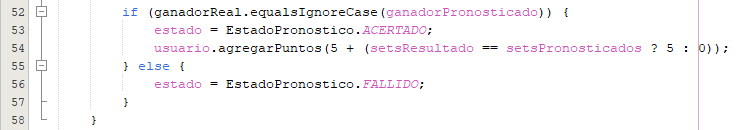 52 if (ganadorReal.equalsIgnoreCase(ganadorPronosticado)) {
53 estado = EstadoPronostico.ACERTADO;
54 usuario.agregarPuntos(5 + (setsResultado == setsPronosticados ? 5 : 0));
55 } else {
56 estado = EstadoPronostico.FALLIDO;
57 }
58 }